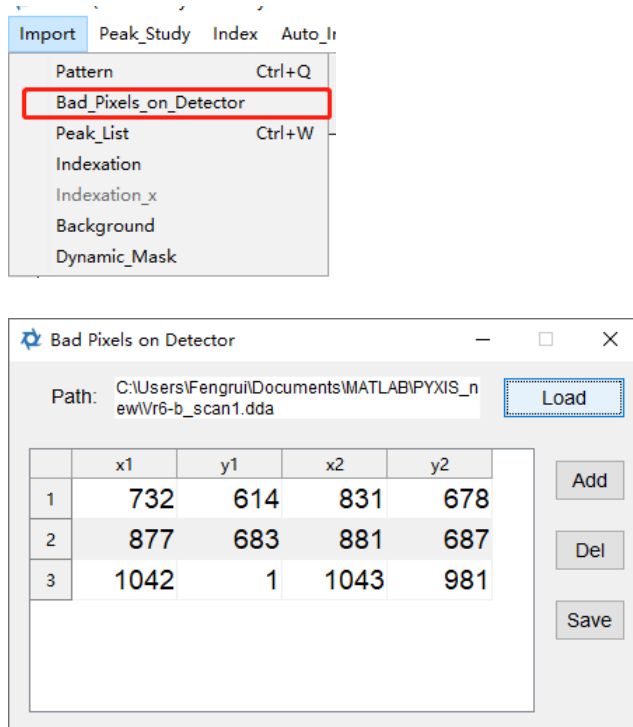 Import Peak_Study Index
Pattern Ctrl+Q
Bad_Pixels_on_Detector
Peak_List Ctrl+W
Indexation
Indexation_x
Background
Dynamic_Mask
Bad Pixels on Detector
Path: C:\Users\Fengrui\Documents\MATLAB\PYXIS_n
ew\Vr6-b_scan1.dda
Load
x1 y1 x2 y2
1 732 614 831 678
2 877 683 881 687
3 1042 1 1043 981
Add
Del
Save